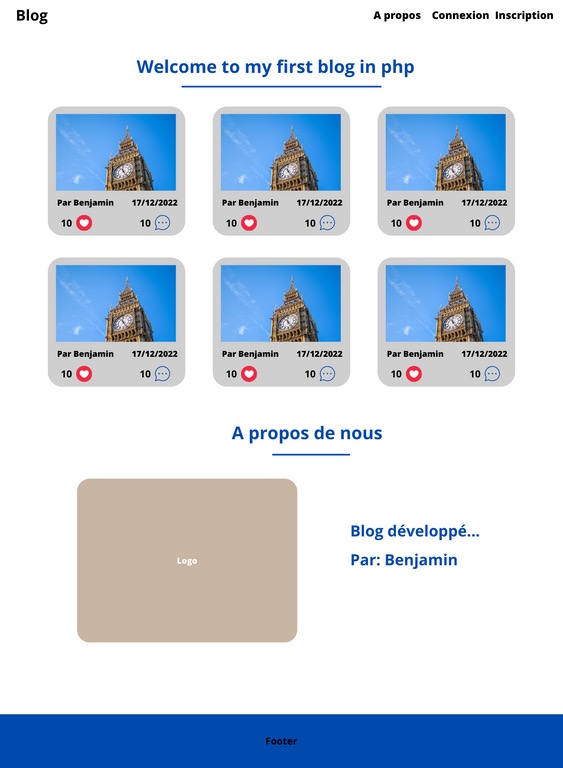 Blog A propos Connexion Inscription
Welcome to my first blog in php
Par Benjamin 17/12/2022 Par Benjamin 17/12/2022 Par Benjamin 17/12/2022
10 10 10 10 10 10
Par Benjamin 17/12/2022 Par Benjamin 17/12/2022 Par Benjamin 17/12/2022
10 10 10 10 10 10
A propos de nous
Blog développé...
Par: Benjamin
Logo
Footer